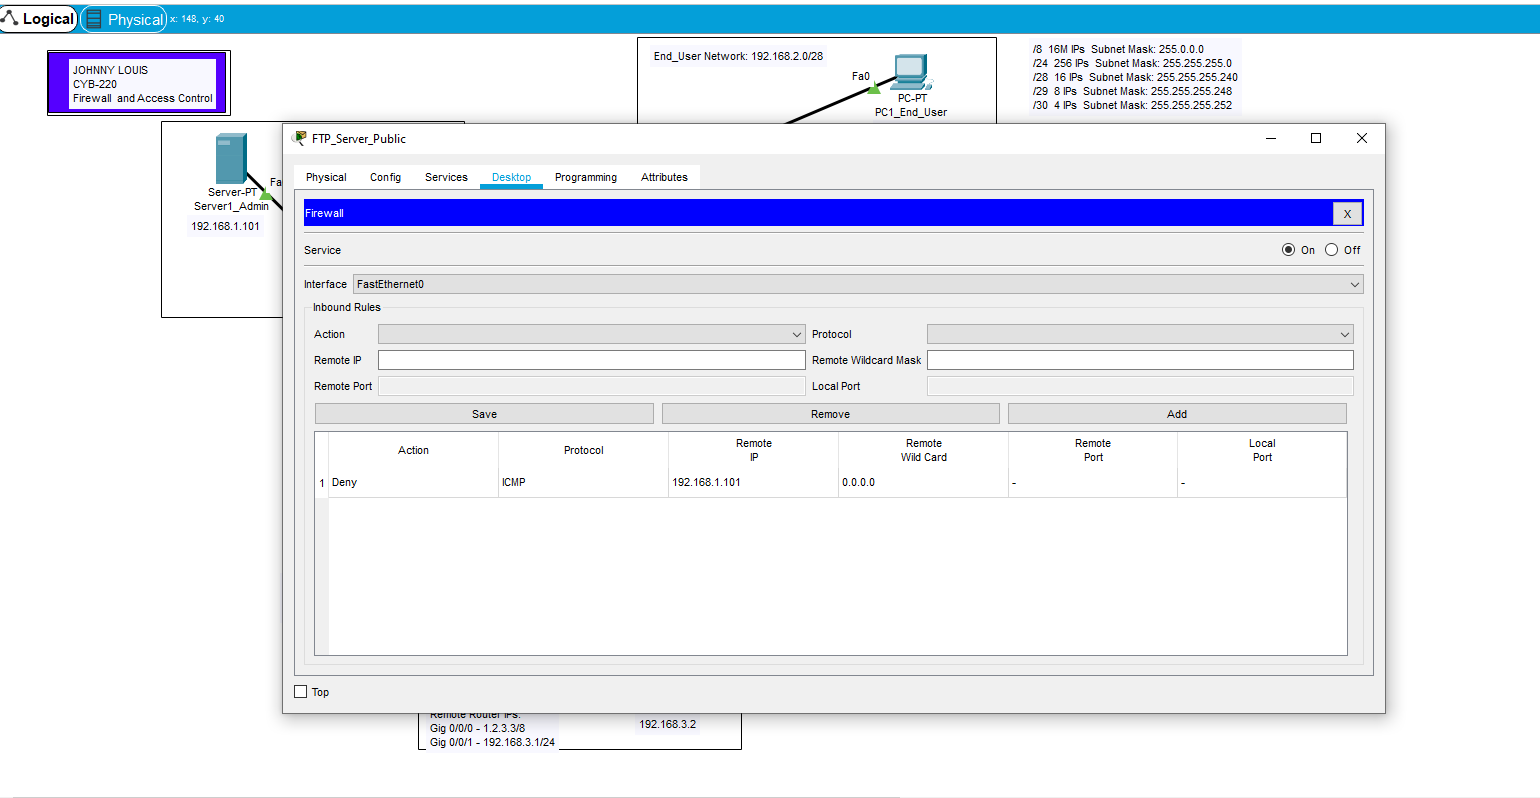 Logical
Physical
x: 148, y: 40
JOHNNY LOUIS
CYB-220
Firewall and Access Control
End_User Network: 192.168.2.0/28
Fa0
PC-PT
PC1_End_User
/8 16M IPs Subnet Mask: 255.0.0.0
/24 256 IPs Subnet Mask: 255.255.255.0
/28 16 IPs Subnet Mask: 255.255.255.240
/29 8 IPs Subnet Mask: 255.255.255.248
/30 4 IPs Subnet Mask: 255.255.255.252
Fa
Server-PT
Server1_Admin
192.168.1.101
FTP_Server_Public
Physical
Config
Services
Desktop
Programming
Attributes
Firewall
X
Service
On
Off
Interface
FastEthernet0
Inbound Rules
Action
Protocol
Remote IP
Remote Wildcard Mask
Remote Port
Local Port
Save
Remove
Add
Action
Protocol
Remote
IP
Remote
Wild Card
Remote
Port
Local
Port
1 Deny
ICMP
192.168.1.101
0.0.0.0
-
-
Top
Remote Router IPs:
Gig 0/0/0 - 1.2.3.3/8
Gig 0/0/1 - 192.168.3.1/24
192.168.3.2